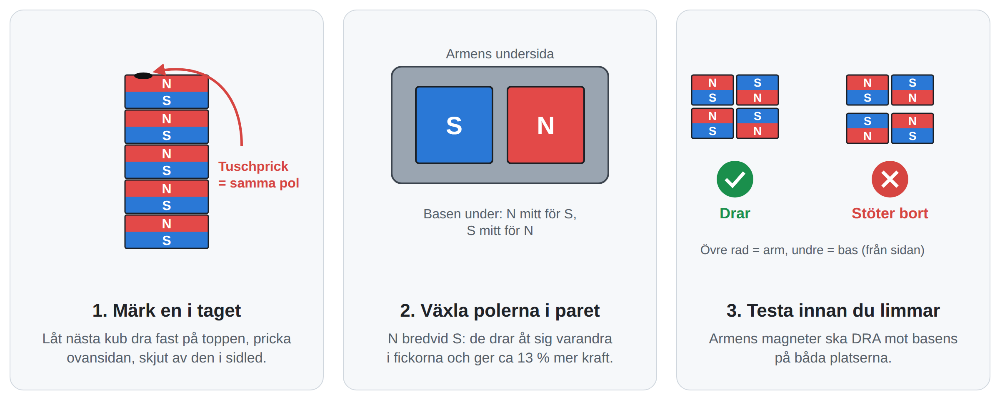 N
S
N
S
N
S
N
S
N
S
Tuschprick
= samma pol
1. Märk en i taget
Låt nästa kub dra fast på toppen, pricka
ovansidan, skjut av den i sidled.
Armens undersida
S N
Basen under: N mitt för S,
S mitt för N
2. Växla polerna i paret
N bredvid S: de drar åt sig varandra
i fickorna och ger ca 13 % mer kraft.
N S
S N
N S
S N
Drar
N S
S N
S N
N S
Stöter bort
Övre rad = arm, undre = bas (från sidan)
3. Testa innan du limmar
Armens magneter ska DRA mot basens
på båda platserna.